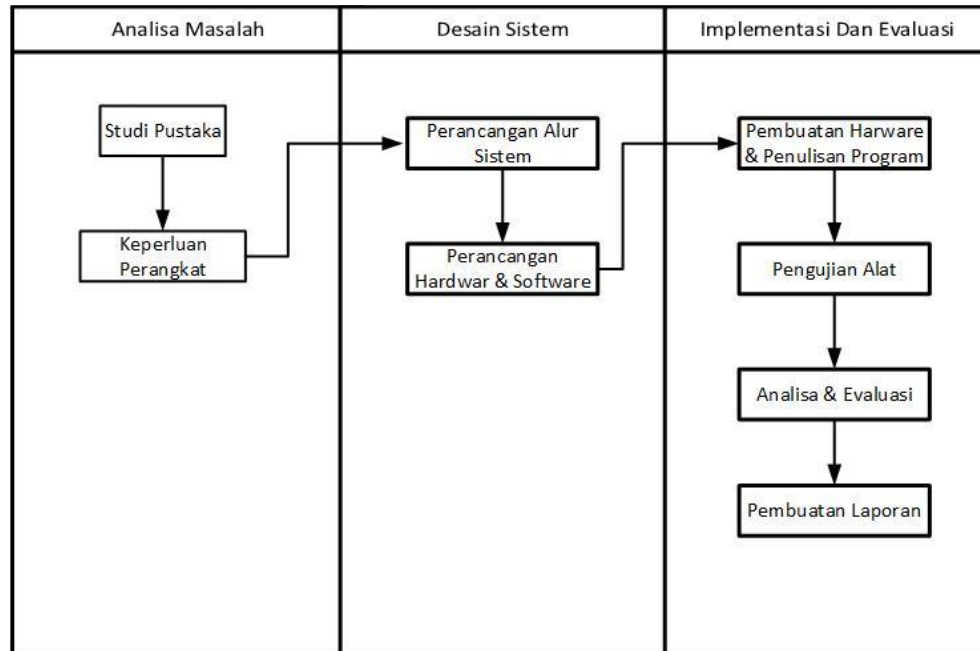 Analisa Masalah
Desain Sistem
Implementasi Dan Evaluasi
Studi Pustaka
Keperluan
Perangkat
Perancangan Alur
Sistem
Perancangan
Hardwar & Software
Pembuatan Harware
& Penulisan Program
Pengujian Alat
Analisa & Evaluasi
Pembuatan Laporan